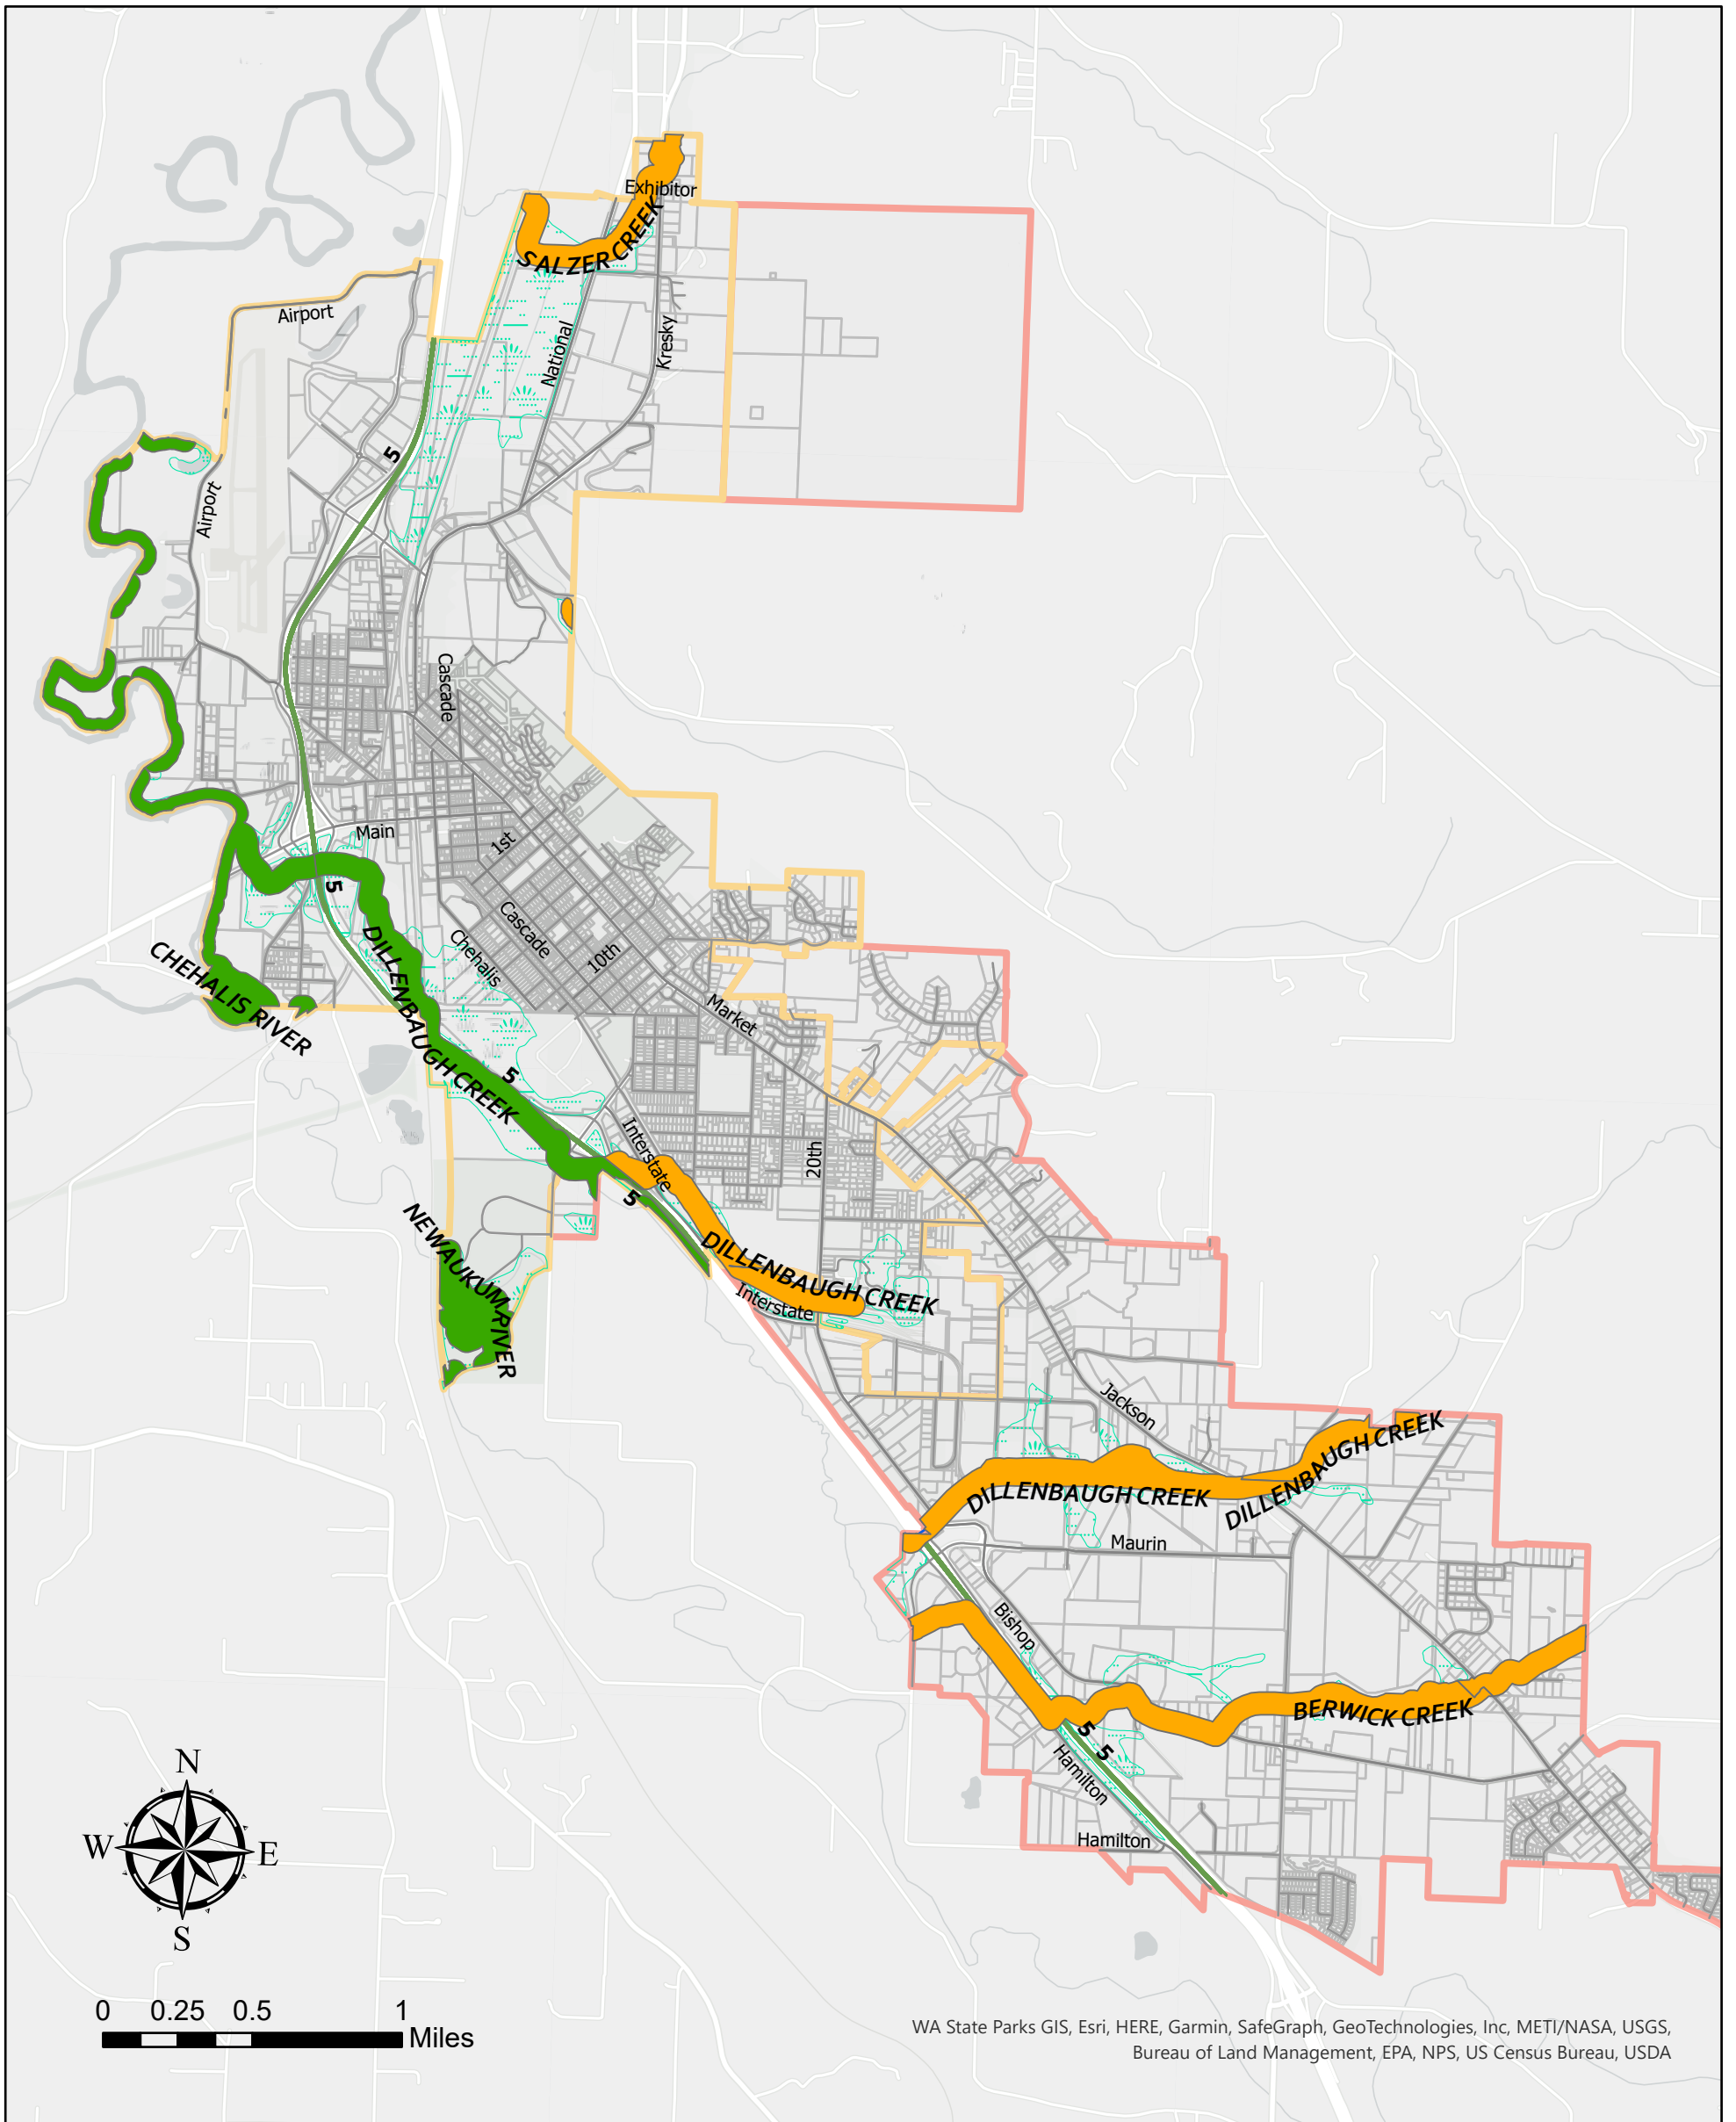 Exhibitor
SALZER CREEK
Airport
National
Kresky
5
Airport
Cascade
Main
1st
5
Cascade
Chehalis
10th
CHEHALIS RIVER
DILLENBAUGH CREEK
Market
5
Interstate
20th
5
NEWAUKUM RIVER
DILLENBAUGH CREEK
Interstate
Jackson
DILLENBAUGH CREEK
DILLENBAUGH CREEK
Maurin
Bishop
BERWICK CREEK
5
5
Hamilton
Hamilton
N
W
E
S
0 0.25 0.5 1
Miles
WA State Parks GIS, Esri, HERE, Garmin, SafeGraph, GeoTechnologies, Inc, METI/NASA, USGS,
Bureau of Land Management, EPA, NPS, US Census Bureau, USDA